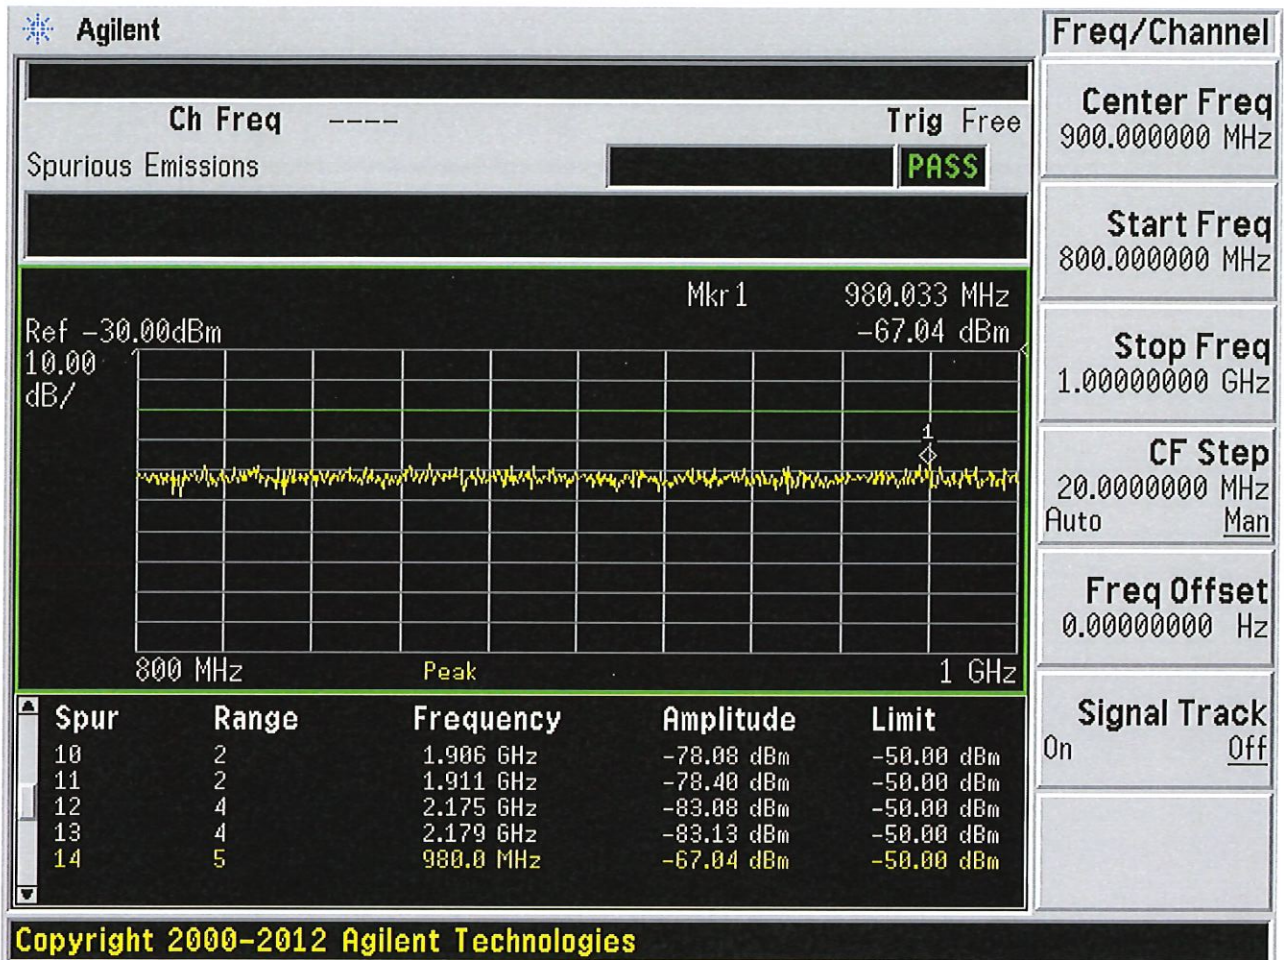 Agilent
Freq/Channel
Ch Freq ----
Trig Free
Spurious Emissions
PASS
Mkr1 980.033 MHz
-67.04 dBm
Ref -30.00dBm
10.00
dB/
1
800 MHz
Peak
1 GHz
Spur Range Frequency Amplitude Limit
10 2 1.906 GHz -78.08 dBm -50.00 dBm
11 2 1.911 GHz -78.40 dBm -50.00 dBm
12 4 2.175 GHz -83.08 dBm -50.00 dBm
13 4 2.179 GHz -83.13 dBm -50.00 dBm
14 5 980.0 MHz -67.04 dBm -50.00 dBm
Center Freq
900.000000 MHz
Start Freq
800.000000 MHz
Stop Freq
1.00000000 GHz
CF Step
20.0000000 MHz
Auto Man
Freq Offset
0.00000000 Hz
Signal Track
On Off
Copyright 2000-2012 Agilent Technologies